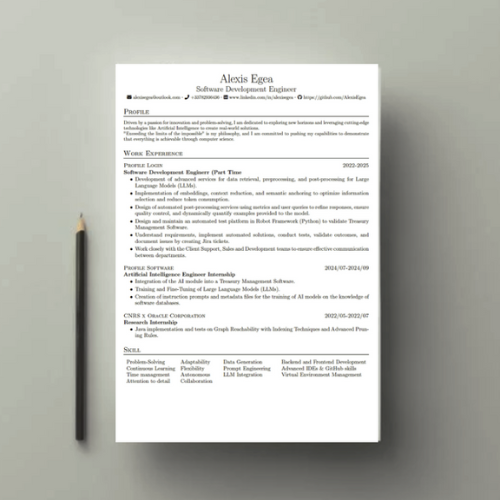 Alexis Egea
Software Development Engineer
alexisegea@outlook.com www.linkedin.com/in/alexisegea https://github.com/AlexisEgea
Profile
Driven by a passion for innovation and problem-solving, I am dedicated to exploring new horizons and leveraging cutting-edge
technologies like Artificial Intelligence to create real-world solutions.
"Exceeding the limits of the impossible" is my philosophy, and I am committed to pushing my capabilities to demonstrate
that everything is achievable through computer science.
Work Experience
Profile Login 2022-2025
Software Development Engineer (Part Time
• Development of advanced services for data retrieval, preprocessing, and post-processing for Large
Language Models (LLMs).
• Implementation of embeddings, context reduction, and semantic anchoring to optimize information
selection and reduce token consumption.
• Design of automated post-processing services using metrics and user queries to refine responses, ensure
quality control, and dynamically quantify examples provided to the model.
• Design and maintain an automated test platform in Robot Framework (Python) to validate Treasury
Management Software.
• Understand requirements, implement automated solutions, conduct tests, validate outcomes, and
document issues by creating Jira tickets.
• Work closely with the Client Support, Sales and Development teams to ensure effective communication
between departments.
Profile Software 2024/07-2024/09
Artificial Intelligence Engineer Internship
• Integration of the AI module into a Treasury Management Software.
• Training and Fine-Tuning of Large Language Models (LLMs).
• Creation of instruction prompts and metadata files for the training of AI models on the knowledge of
software databases.
CNRS x Oracle Corporation 2022/05-2022/07
Research Internship
• Java implementation and tests on Graph Reachability with Indexing Techniques and Advanced Prun-
ing Rules.
Skill
Problem-Solving Adaptability Data Generation Backend and Frontend Development
Continuous Learning Flexibility Prompt Engineering Advanced IDEs & GitHub skills
Time management Autonomous LLM Integration Virtual Environment Management
Attention to detail Collaboration